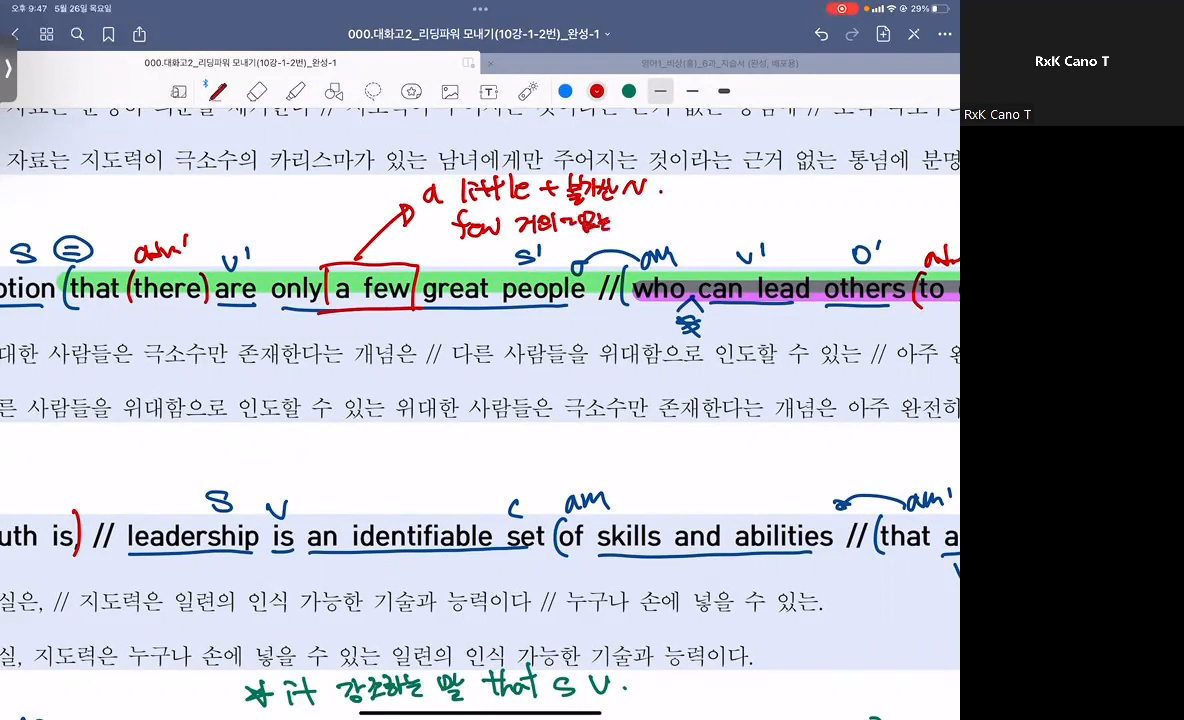 오후 9:47 5월 26일 목요일
29%
000.대화고2_리딩파워 모내기(10강-1-2번)_완성-1
RxK Cano T
000.대화고2_리딩파워 모내기(10강-1-2번)_완성-1
영어1_비상(홍)_6과_자습서 (완성, 배포용)
RxK Cano T
자료는 지도력이 극소수의 카리스마가 있는 남녀에게만 주어지는 것이라는 근거 없는 통념에 분명
a little + 불가산 N.
few 거의 없는
S = am' V' S' am V' O'
otion (that (there) are only a few great people // (who can lead others (to
대한 사람들은 극소수만 존재한다는 개념은 // 다른 사람들을 위대함으로 인도할 수 있는 // 아주 완
른 사람들을 위대함으로 인도할 수 있는 위대한 사람들은 극소수만 존재한다는 개념은 아주 완전히
S V C am am'
uth is) // leadership is an identifiable set (of skills and abilities // (that a
실은, // 지도력은 일련의 인식 가능한 기술과 능력이다 // 누구나 손에 넣을 수 있는.
실, 지도력은 누구나 손에 넣을 수 있는 일련의 인식 가능한 기술과 능력이다.
* it 강조하는 말 that S V.